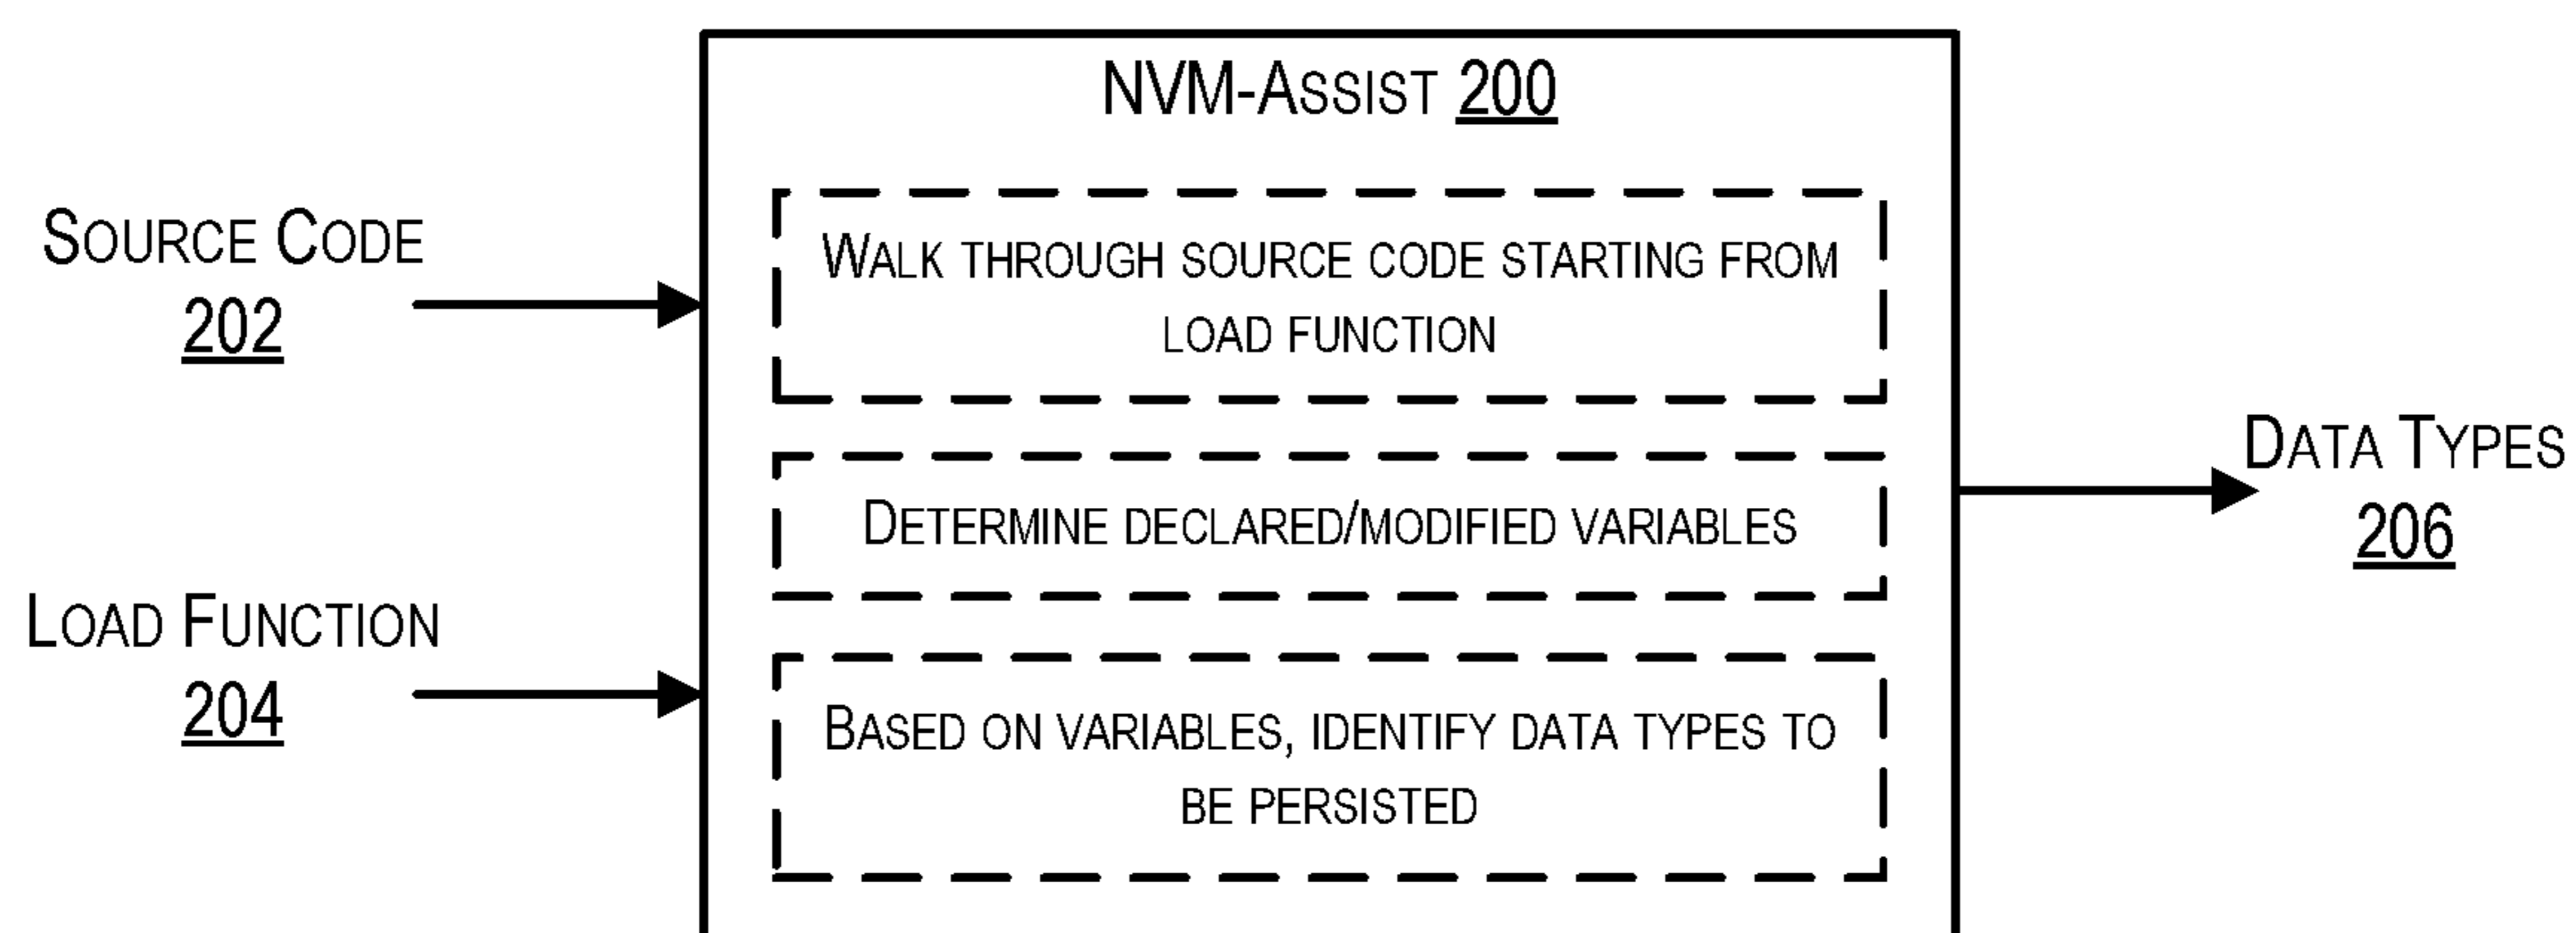 NVM-Assist 200
Source Code
202
Load Function
204
Walk through source code starting from
load function
Determine declared/modified variables
Based on variables, identify data types to
be persisted
Data Types
206